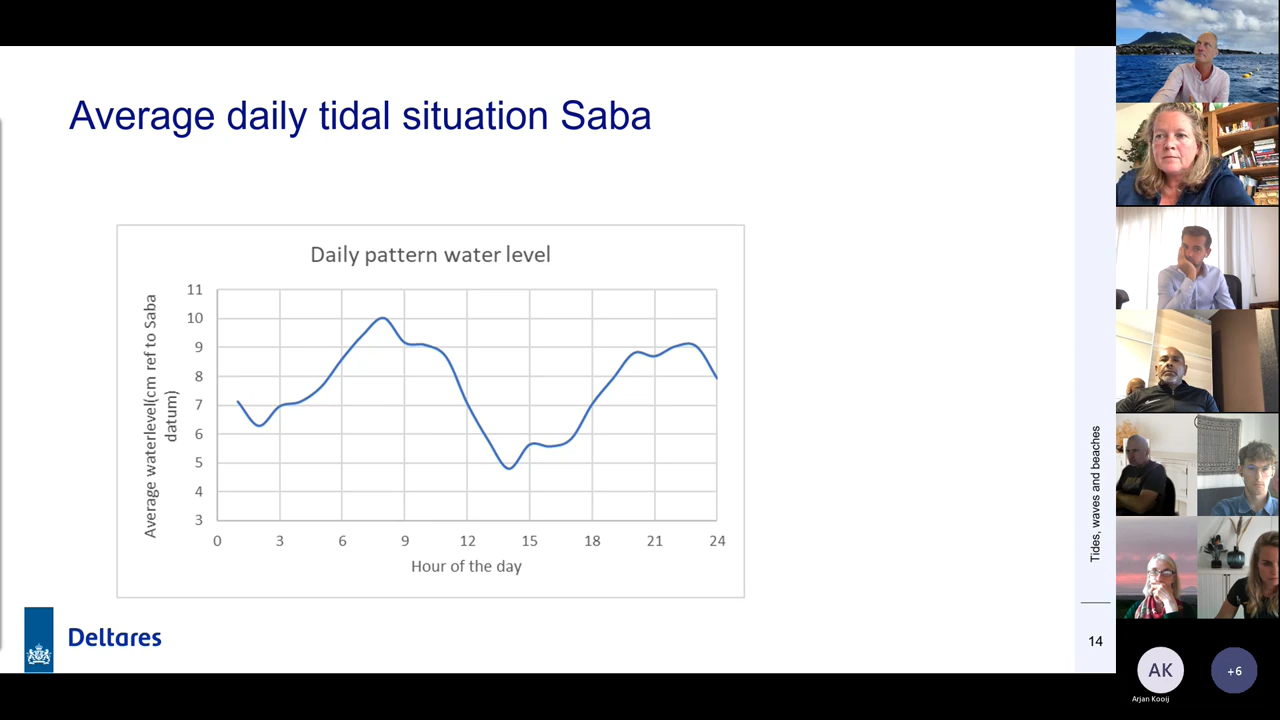 Average daily tidal situation Saba
Daily pattern water level
Average waterlevel(cm ref to Saba
datum)
11
10
9
8
7
6
5
4
3
0 3 6 9 12 15 18 21 24
Hour of the day
Deltares
Tides, waves and beaches
14
AK
Arjan Kooij
+6